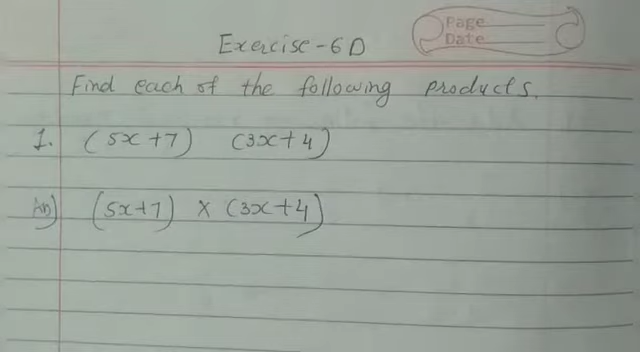 Page
Date
Exercise-6D
Find each of the following products.
1. (5x+7) (3x+4)
An) (5x+7) × (3x+4)